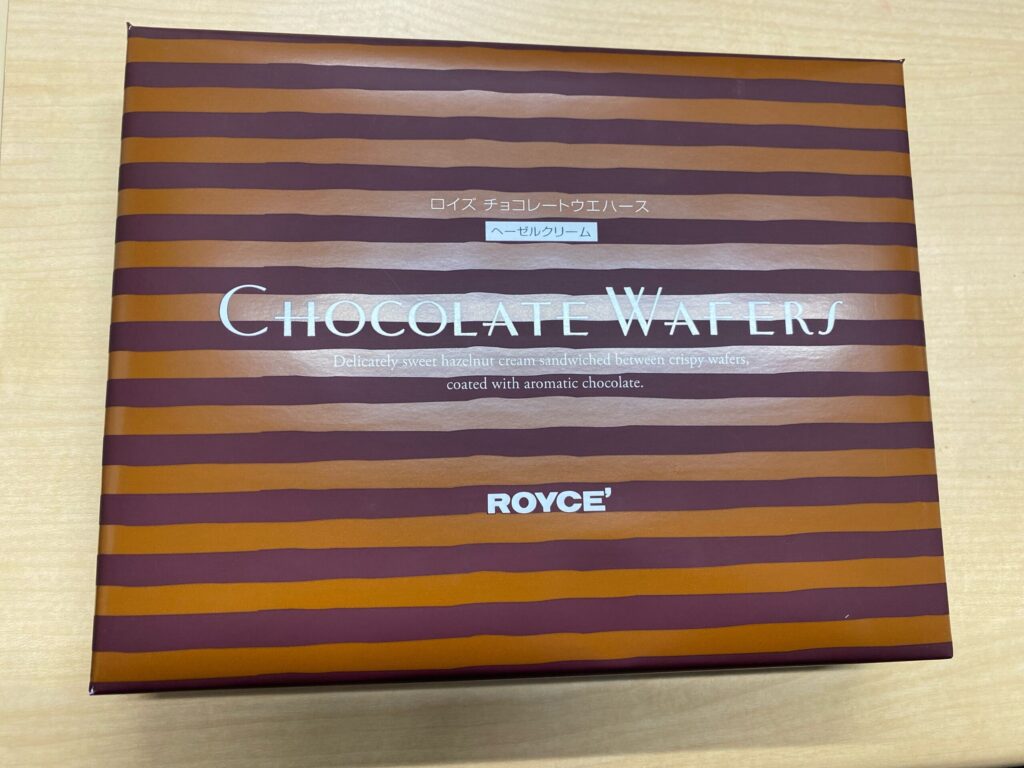 ロイズ チョコレートウエハース
ヘーゼルクリーム
CHOCOLATE WAFERS
Delicately sweet hazelnut cream sandwiched between crispy wafers,
coated with aromatic chocolate.
ROYCE'